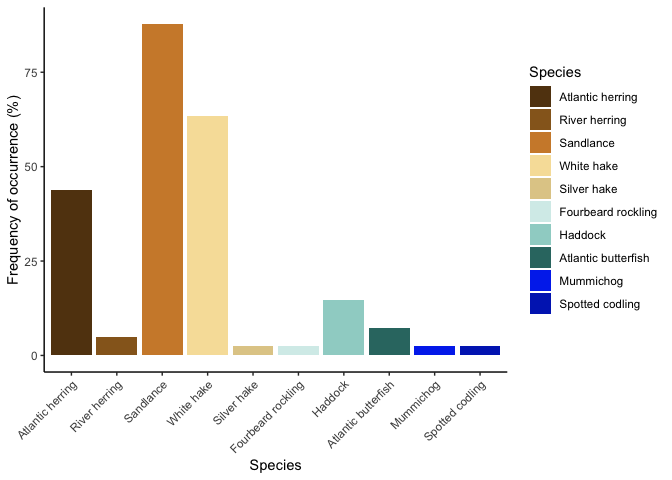 Frequency of occurrence (%)
75
50
25
0
Atlantic herring
River herring
Sandlance
White hake
Silver hake
Fourbeard rockling
Haddock
Atlantic butterfish
Mummichog
Spotted codling
Species
Species
Atlantic herring
River herring
Sandlance
White hake
Silver hake
Fourbeard rockling
Haddock
Atlantic butterfish
Mummichog
Spotted codling